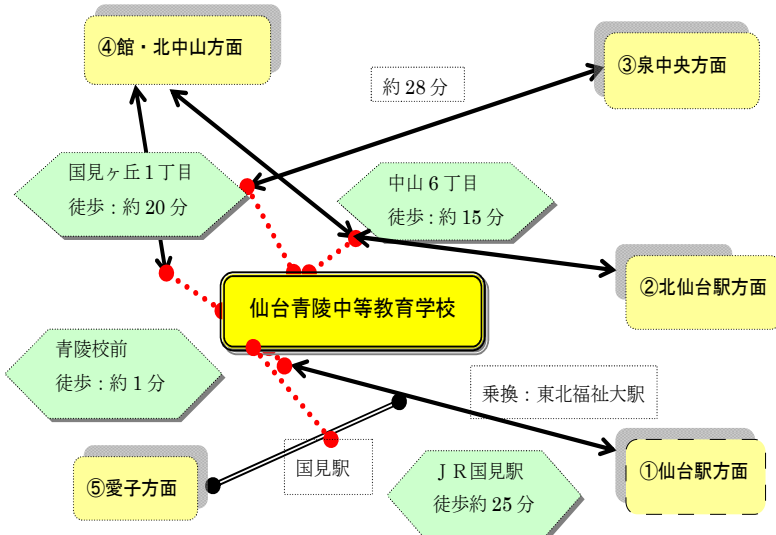 ④館・北中山方面
③泉中央方面
約 28 分
国見ヶ丘１丁目
徒歩：約 20 分
中山 6 丁目
徒歩：約 15 分
②北仙台駅方面
仙台青陵中等教育学校
青陵校前
徒歩：約 1 分
乗換：東北福祉大駅
国見駅
ＪＲ国見駅
徒歩約 25 分
①仙台駅方面
⑤愛子方面